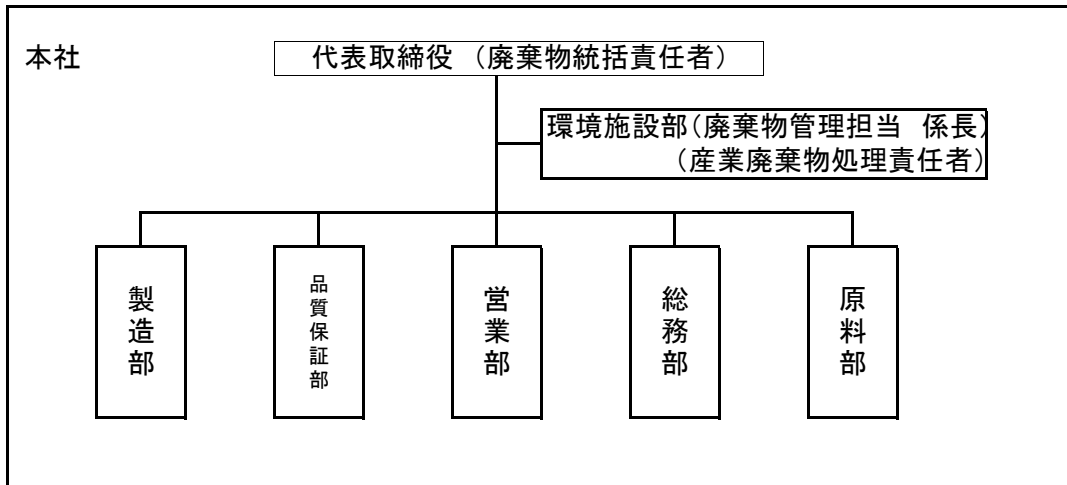 本社
代表取締役 (廃棄物統括責任者)
環境施設部(廃棄物管理担当 係長)
(産業廃棄物処理責任者)
製造部
品質保証部
営業部
総務部
原料部